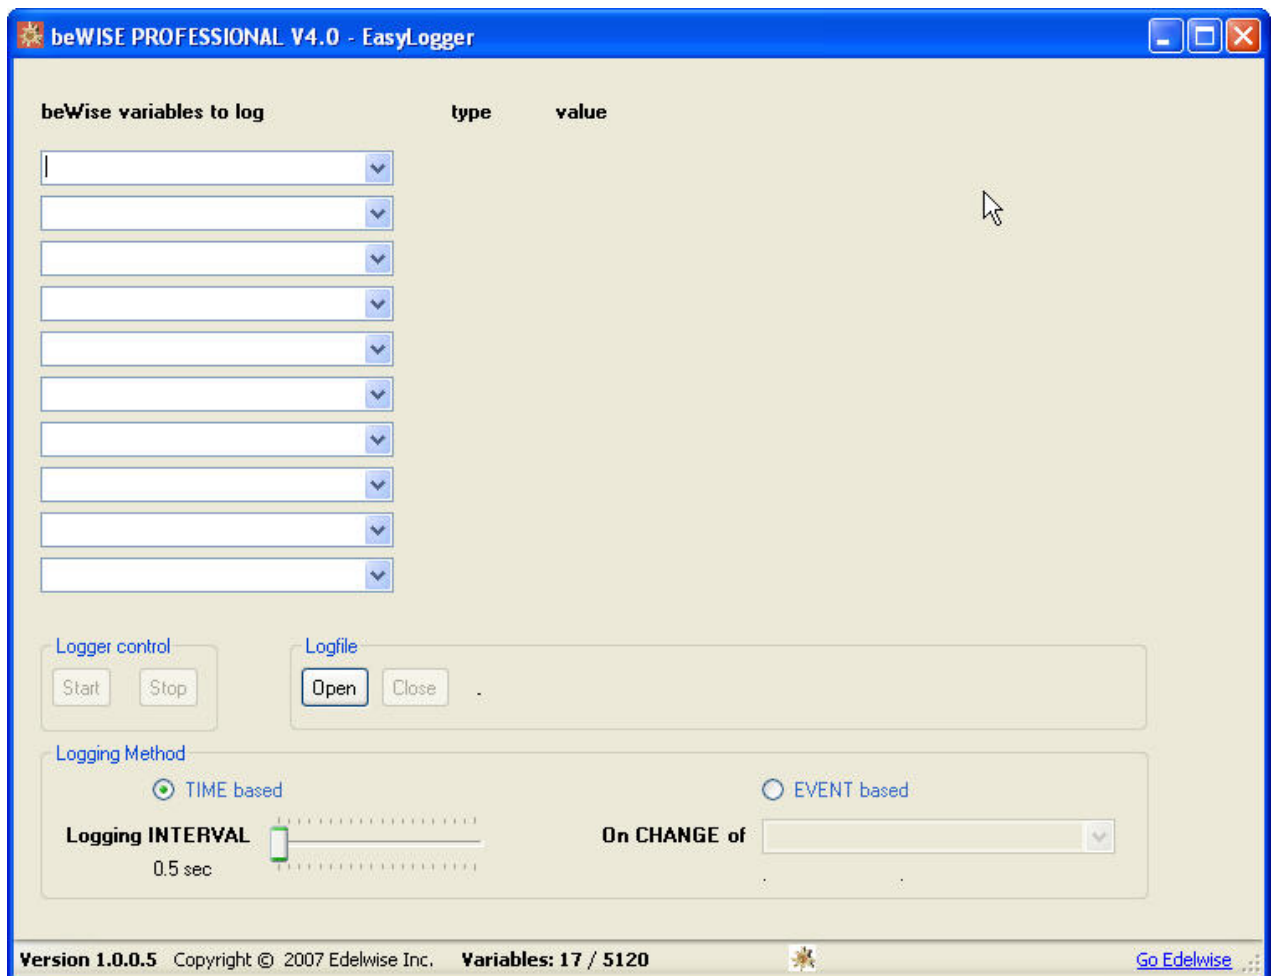 beWISE PROFESSIONAL V4.0 - EasyLogger
beWise variables to log type value
Logger control Logfile
Start Stop Open Close .
Logging Method
TIME based EVENT based
Logging INTERVAL On CHANGE of
0.5 sec
. .
Version 1.0.0.5 Copyright © 2007 Edelwise Inc. Variables: 17 / 5120 Go Edelwise